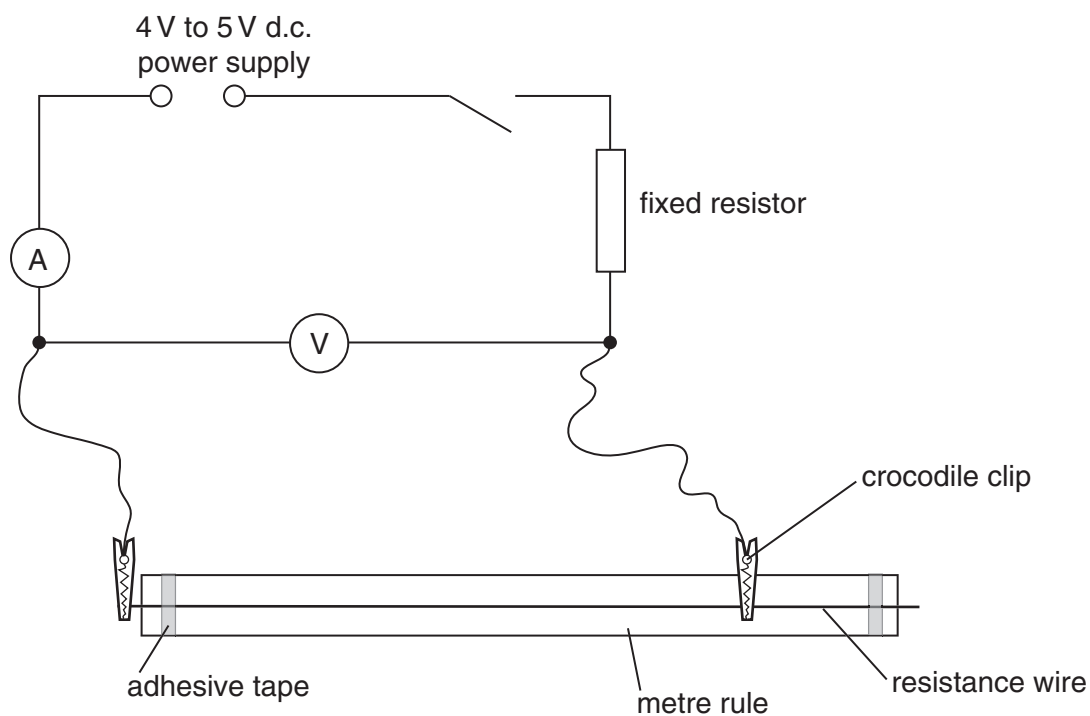 4 V to 5 V d.c.
power supply
fixed resistor
A
V
crocodile clip
adhesive tape
metre rule
resistance wire